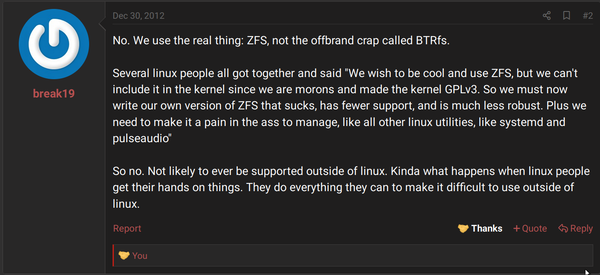 Dec 30, 2012
#2
break19
No. We use the real thing: ZFS, not the offbrand crap called BTRfs.
Several linux people all got together and said "We wish to be cool and use ZFS, but we can't
include it in the kernel since we are morons and made the kernel GPLv3. So we must now
write our own version of ZFS that sucks, has fewer support, and is much less robust. Plus we
need to make it a pain in the ass to manage, like all other linux utilities, like systemd and
pulseaudio"
So no. Not likely to ever be supported outside of linux. Kinda what happens when linux people
get their hands on things. They do everything they can to make it difficult to use outside of
linux.
Report
Thanks
+ Quote
Reply
You